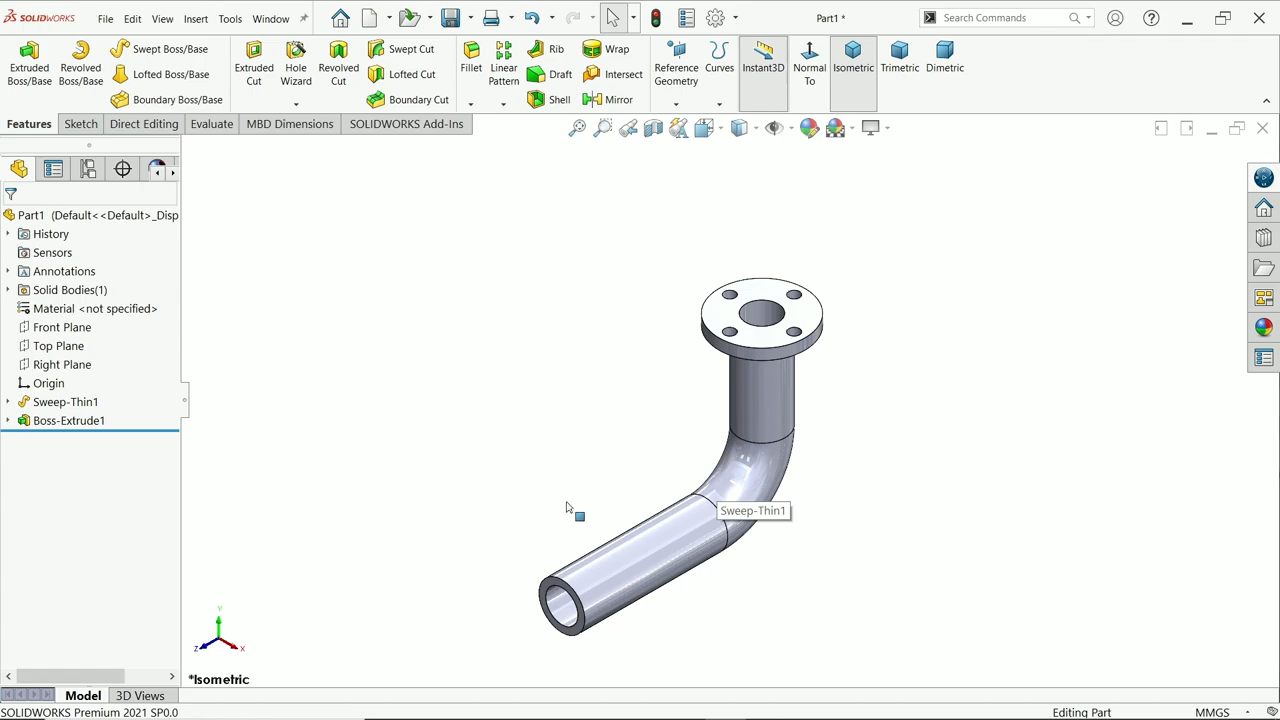 SOLIDWORKS File Edit View Insert Tools Window Part1 * Search Commands
Extruded Boss/Base
Revolved Boss/Base
Swept Boss/Base
Lofted Boss/Base
Boundary Boss/Base
Extruded Cut
Hole Wizard
Revolved Cut
Swept Cut
Lofted Cut
Boundary Cut
Fillet
Linear Pattern
Rib
Draft
Shell
Wrap
Intersect
Mirror
Reference Geometry
Curves
Instant3D
Normal To
Isometric
Trimetric
Dimetric
Features Sketch Direct Editing Evaluate MBD Dimensions SOLIDWORKS Add-Ins
Part1 (Default<<Default>_Disp
History
Sensors
Annotations
Solid Bodies(1)
Material <not specified>
Front Plane
Top Plane
Right Plane
Origin
Sweep-Thin1
Boss-Extrude1
Sweep-Thin1
Y
Z
X
*Isometric
Model 3D Views
SOLIDWORKS Premium 2021 SP0.0 Editing Part MMGS